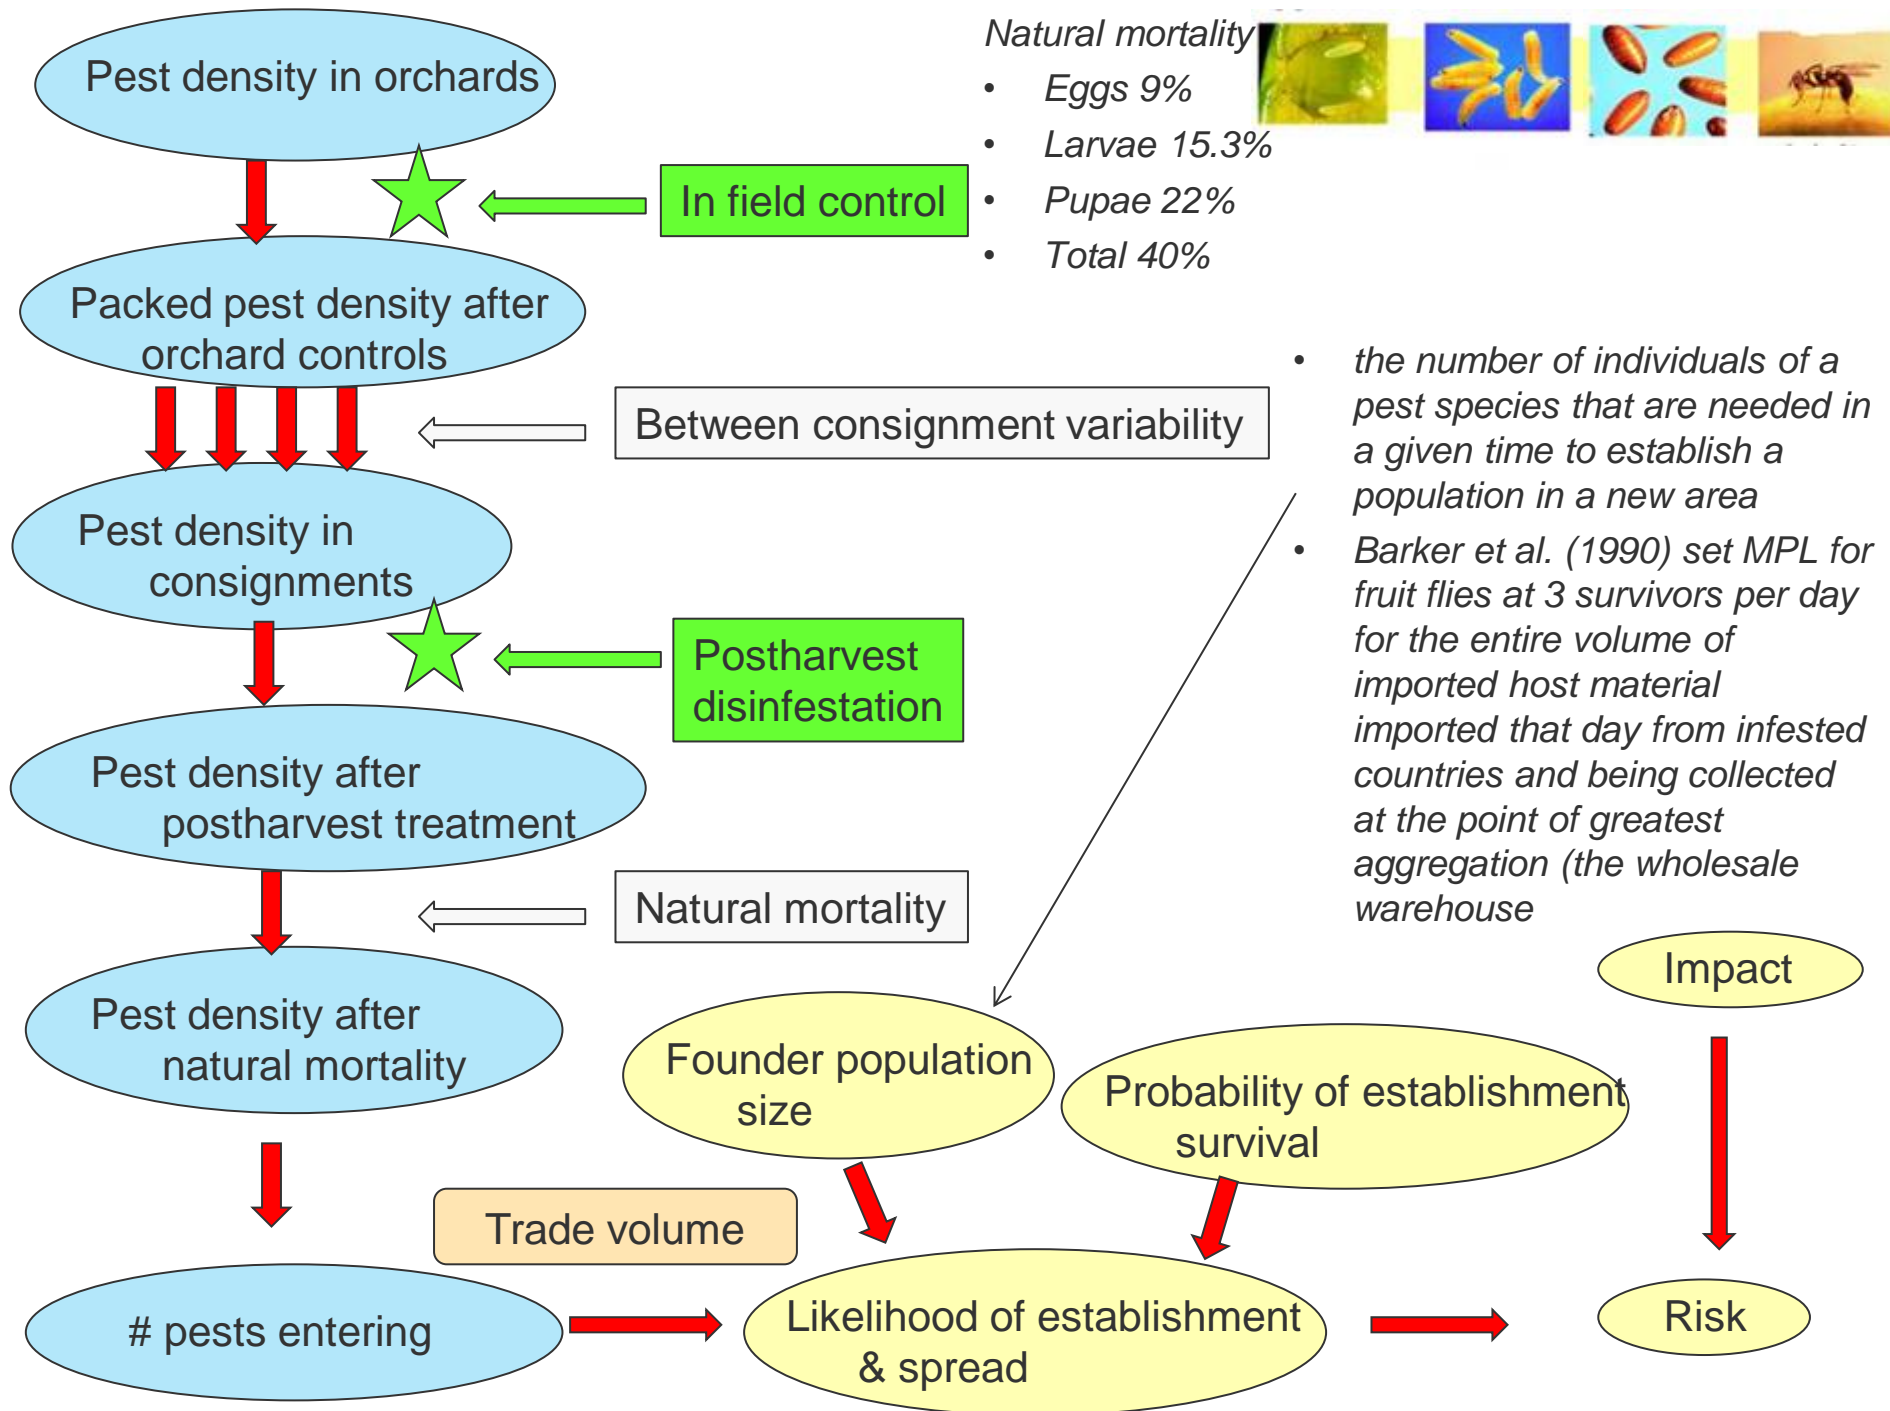 Pest density in orchards
In field control
Natural mortality
• Eggs 9%
• Larvae 15.3%
• Pupae 22%
• Total 40%
Packed pest density after
orchard controls
Between consignment variability
• the number of individuals of a
pest species that are needed in
a given time to establish a
population in a new area
• Barker et al. (1990) set MPL for
fruit flies at 3 survivors per day
for the entire volume of
imported host material
imported that day from infested
countries and being collected
at the point of greatest
aggregation (the wholesale
warehouse
Pest density in
consignments
Postharvest
disinfestation
Pest density after
postharvest treatment
Natural mortality
Pest density after
natural mortality
Founder population
size
Probability of establishment
survival
Impact
Trade volume
# pests entering
Likelihood of establishment
& spread
Risk